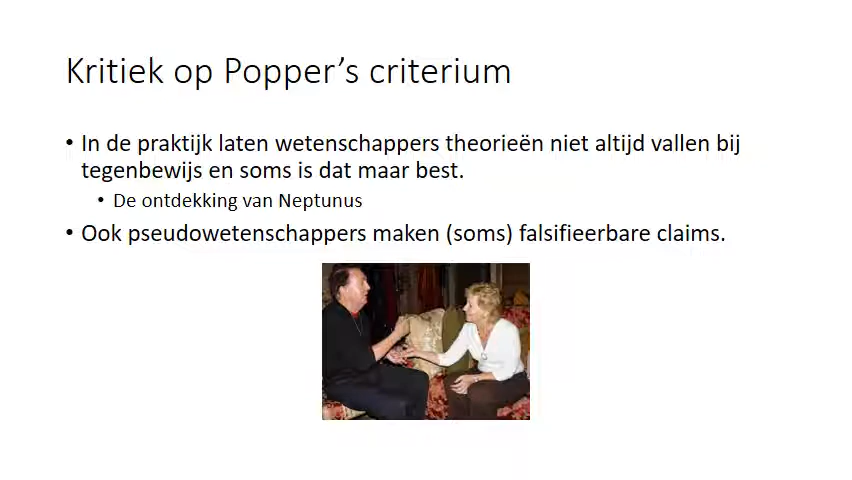 Kritiek op Popper’s criterium
• In de praktijk laten wetenschappers theorieën niet altijd vallen bij
tegenbewijs en soms is dat maar best.
• De ontdekking van Neptunus
• Ook pseudowetenschappers maken (soms) falsifieerbare claims.